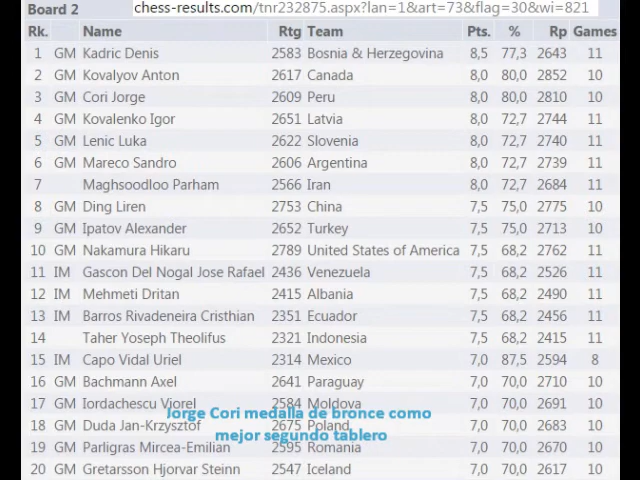 Board 2 chess-results.com/tnr232875.aspx?lan=1&art=73&flag=30&wi=821
Rk. Name Rtg Team Pts. % Rp Games
1 GM Kadric Denis 2583 Bosnia & Herzegovina 8,5 77,3 2643 11
2 GM Kovalyov Anton 2617 Canada 8,0 80,0 2852 10
3 GM Cori Jorge 2609 Peru 8,0 80,0 2810 10
4 GM Kovalenko Igor 2651 Latvia 8,0 72,7 2744 11
5 GM Lenic Luka 2622 Slovenia 8,0 72,7 2740 11
6 GM Mareco Sandro 2606 Argentina 8,0 72,7 2739 11
7 Maghsoodloo Parham 2566 Iran 8,0 72,7 2684 11
8 GM Ding Liren 2753 China 7,5 75,0 2775 10
9 GM Ipatov Alexander 2652 Turkey 7,5 75,0 2713 10
10 GM Nakamura Hikaru 2789 United States of America 7,5 68,2 2762 11
11 IM Gascon Del Nogal Jose Rafael 2436 Venezuela 7,5 68,2 2526 11
12 IM Mehmeti Dritan 2415 Albania 7,5 68,2 2490 11
13 IM Barros Rivadeneira Cristhian 2351 Ecuador 7,5 68,2 2456 11
14 Taher Yoseph Theolifus 2321 Indonesia 7,5 68,2 2415 11
15 IM Capo Vidal Uriel 2314 Mexico 7,0 87,5 2594 8
16 GM Bachmann Axel 2641 Paraguay 7,0 70,0 2710 10
17 GM Iordachescu Viorel 2584 Moldova 7,0 70,0 2691 10
Jorge Cori medalla de bronce como
18 GM Duda Jan-Krzysztof 2675 Poland 7,0 70,0 2683 10
mejor segundo tablero
19 GM Parligras Mircea-Emilian 2595 Romania 7,0 70,0 2670 10
20 GM Gretarsson Hjorvar Steinn 2547 Iceland 7,0 70,0 2617 10